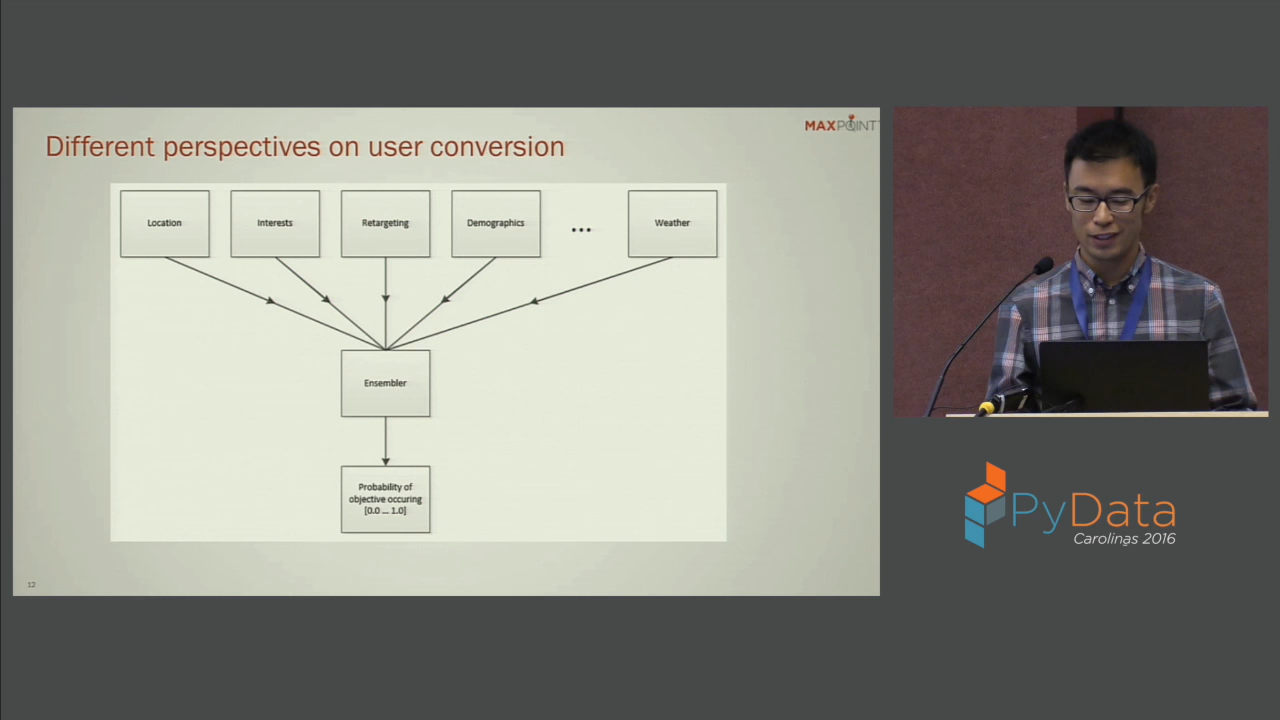 MAXPOINT
Different perspectives on user conversion
Location
Interests
Retargeting
Demographics
...
Weather
Ensembler
Probability of
objective occuring
[0.0 ... 1.0]
12
PyData
Carolinas 2016